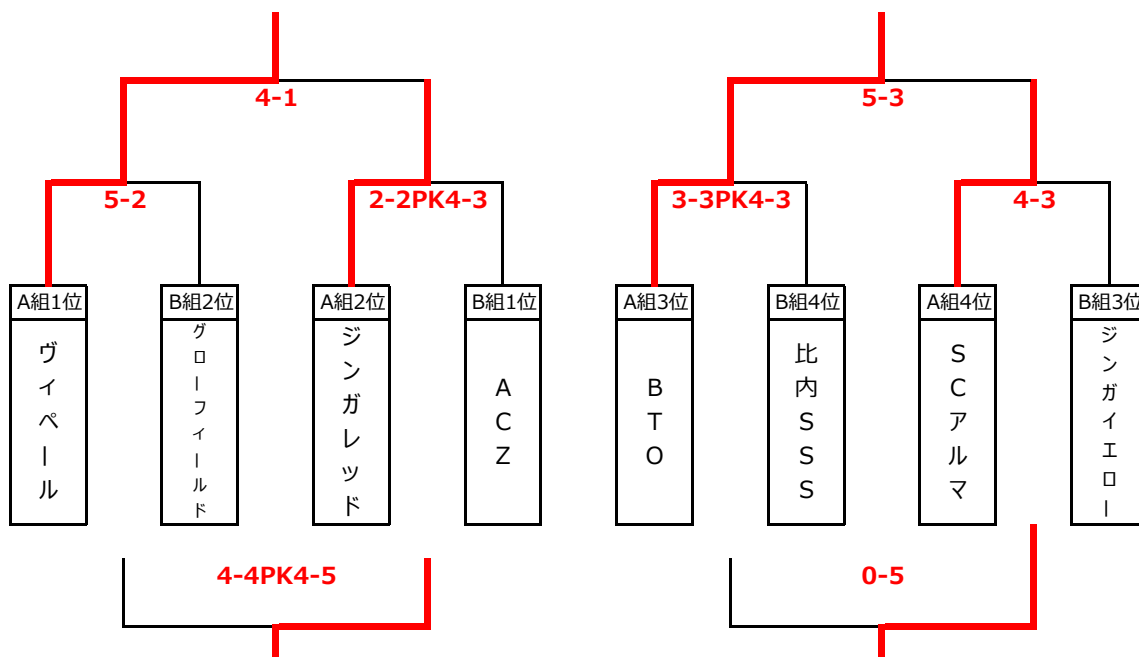 4-1
5-3
5-2
2-2PK4-3
3-3PK4-3
4-3
A組1位
B組2位
A組2位
B組1位
A組3位
B組4位
A組4位
B組3位
ヴィペール
グローフィールド
ジンガレッド
ACZ
BTO
比内SSS
SCアルマ
ジンガイエロー
4-4PK4-5
0-5